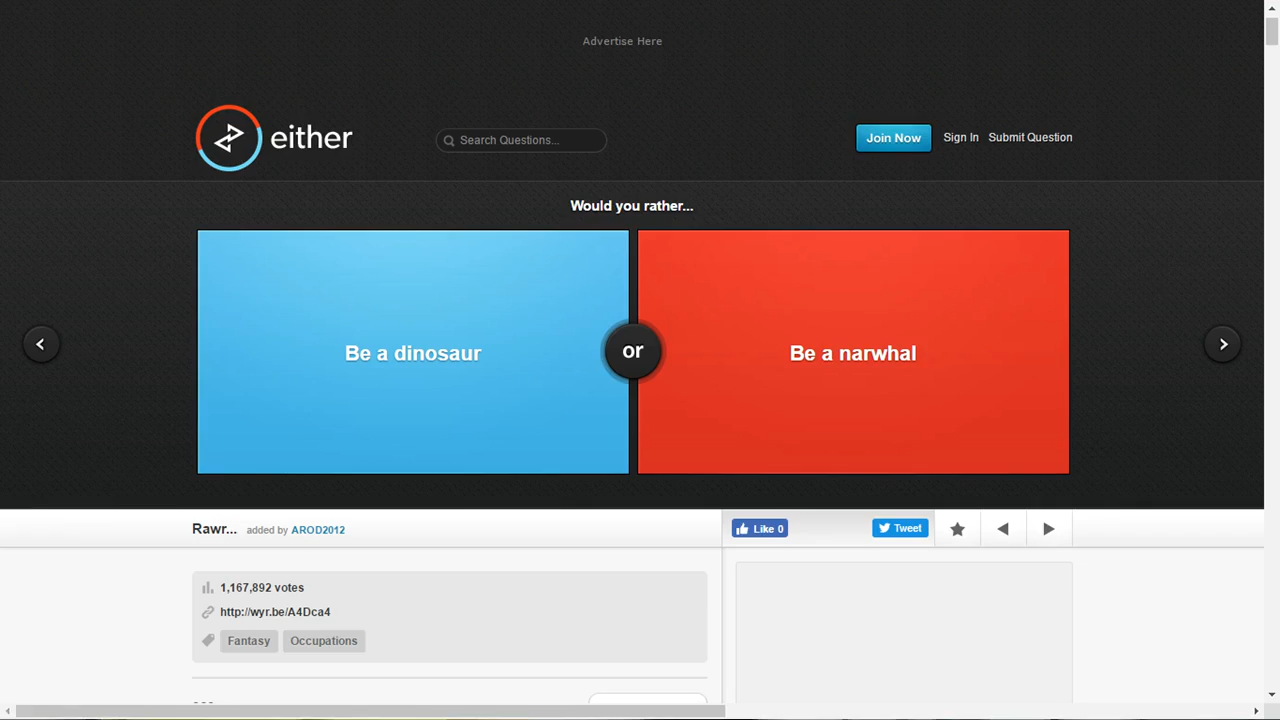 Advertise Here
either
Search Questions...
Join Now
Sign In
Submit Question
Would you rather...
Be a dinosaur
or
Be a narwhal
Rawr...
added by AROD2012
Like 0
Tweet
1,167,892 votes
http://wyr.be/A4Dca4
Fantasy
Occupations